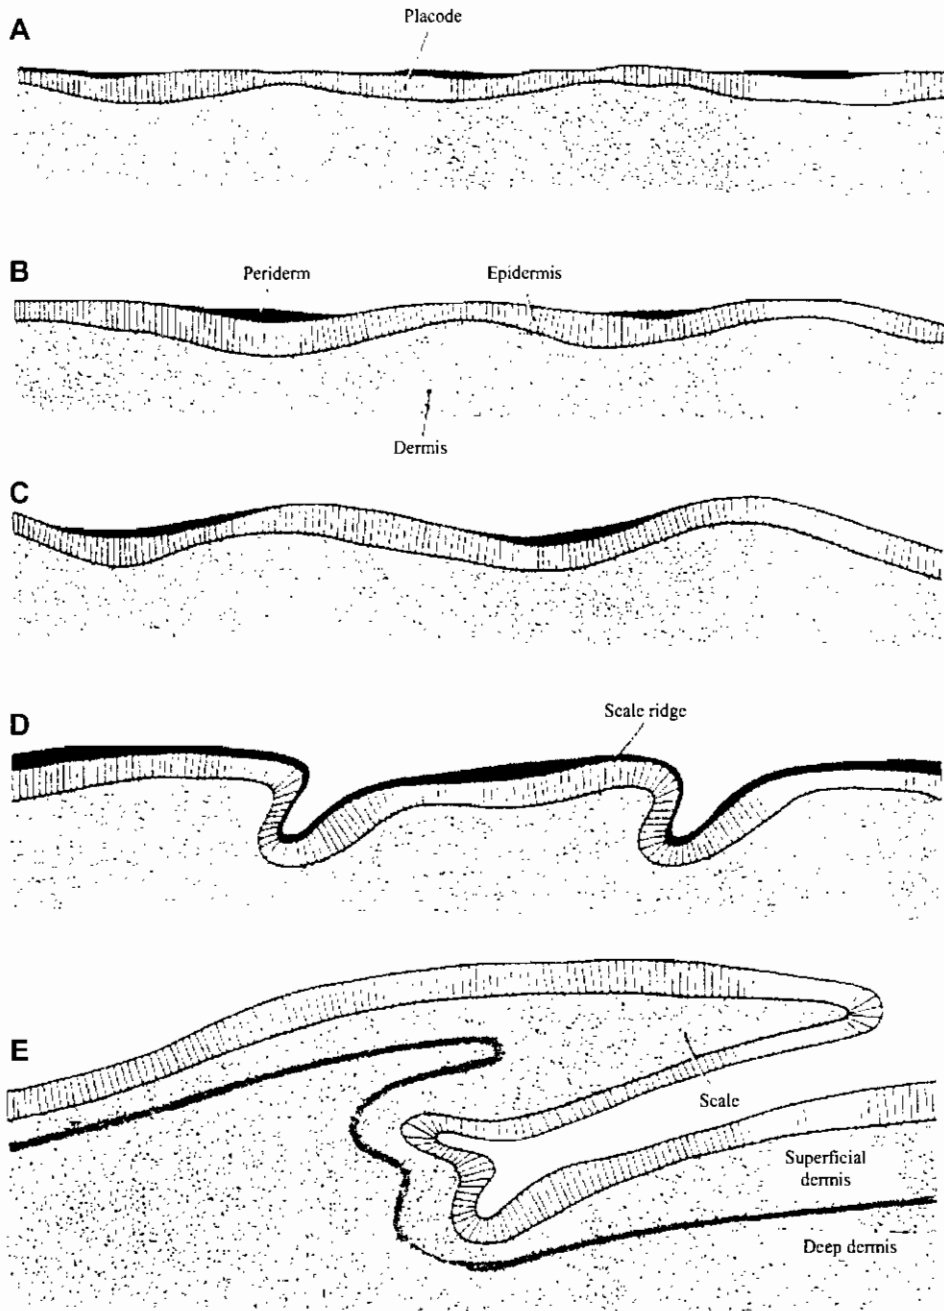 A
Placode
B
Periderm
Epidermis
Dermis
C
D
Scale ridge
E
Scale
Superficial
dermis
Deep dermis